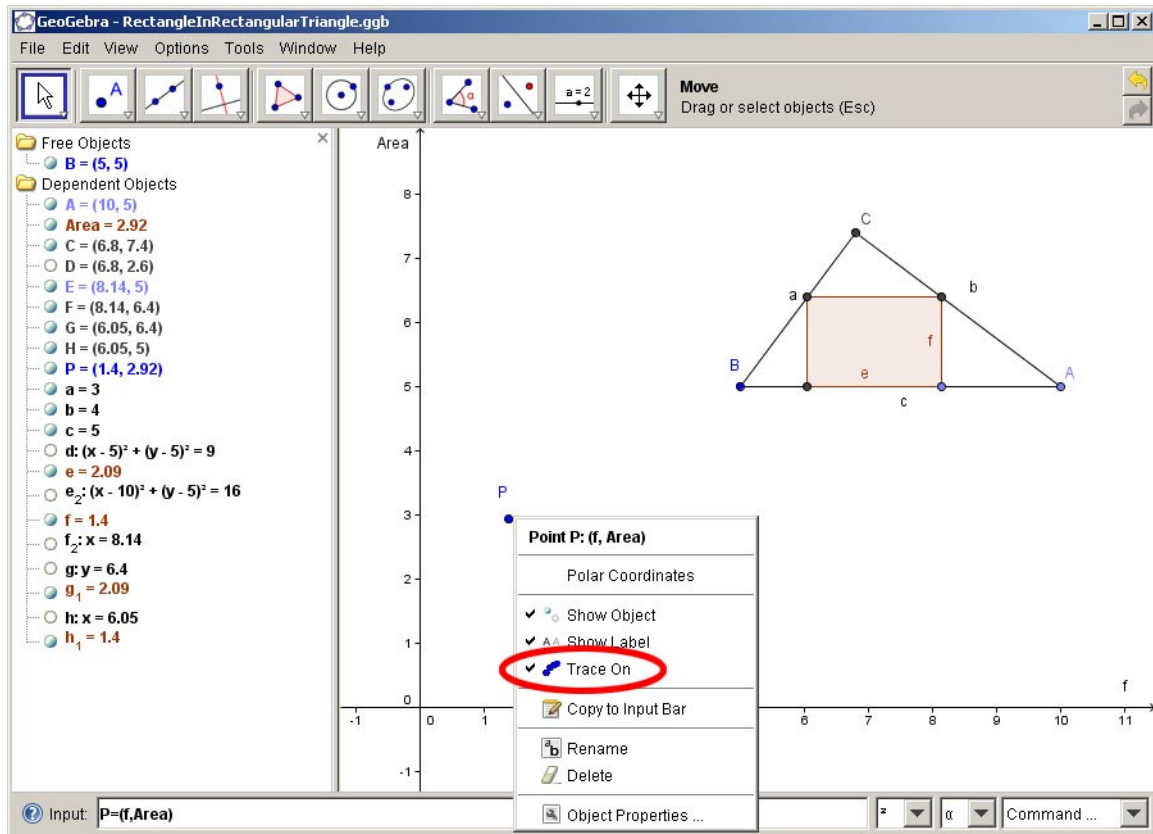 GeoGebra - RectangleInRectangularTriangle.ggb
File Edit View Options Tools Window Help
A
α
a = 2
Move
Drag or select objects (Esc)
Free Objects
B = (5, 5)
Dependent Objects
A = (10, 5)
Area = 2.92
C = (6.8, 7.4)
D = (6.8, 2.6)
E = (8.14, 5)
F = (8.14, 6.4)
G = (6.05, 6.4)
H = (6.05, 5)
P = (1.4, 2.92)
a = 3
b = 4
c = 5
d: (x - 5)² + (y - 5)² = 9
e = 2.09
e₂: (x - 10)² + (y - 5)² = 16
f = 1.4
f₂: x = 8.14
g: y = 6.4
g₁ = 2.09
h: x = 6.05
h₁ = 1.4
Area
8
7
6
5
4
3
2
1
0
-1
-1 0 1 6 7 8 9 10 11
f
C
a
b
f
B
e
A
c
P
Point P: (f, Area)
Polar Coordinates
Show Object
AA Show Label
Trace On
Copy to Input Bar
ab Rename
Delete
Object Properties ...
Input: P=(f,Area)
²
α
Command ...